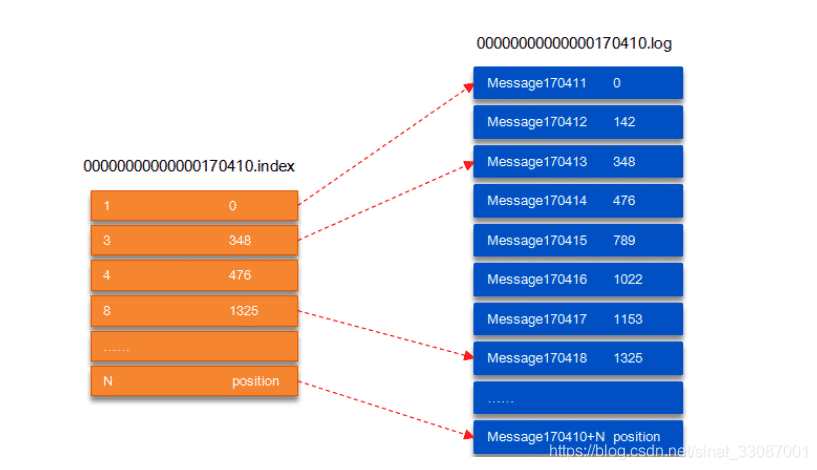 00000000000000170410.index
1 0
3 348
4 476
8 1325
......
N position
00000000000000170410.log
Message170411 0
Message170412 142
Message170413 348
Message170414 476
Message170415 789
Message170416 1022
Message170417 1153
Message170418 1325
......
Message170410+N position
https://blog.csdn.net/sinat_33087001